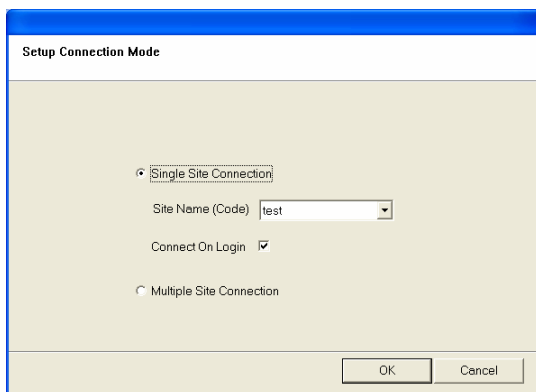 Setup Connection Mode
Single Site Connection
Site Name (Code) test
Connect On Login
Multiple Site Connection
OK Cancel